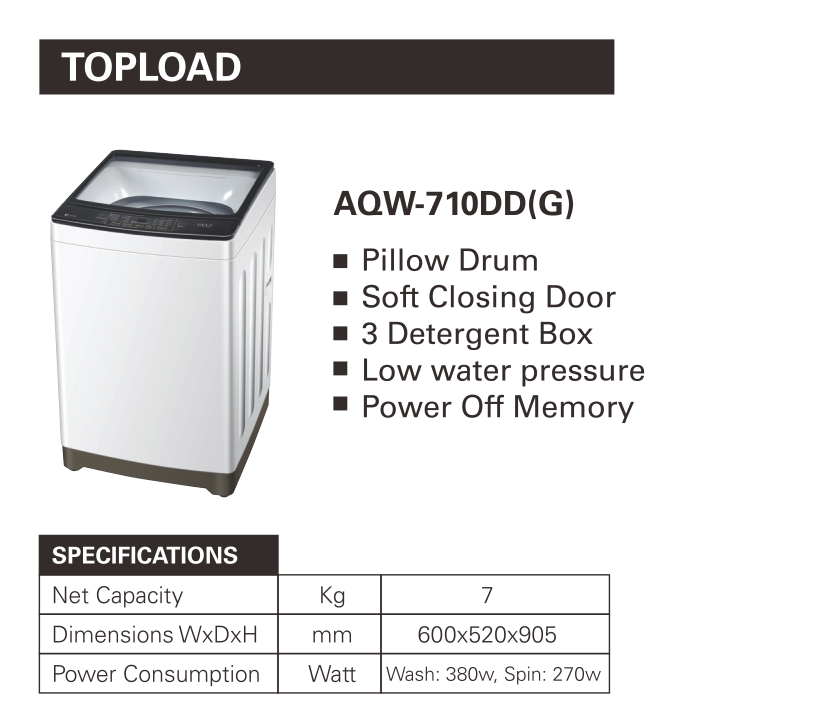 TOPLOAD
AQW-710DD(G)
■ Pillow Drum
■ Soft Closing Door
■ 3 Detergent Box
■ Low water pressure
■ Power Off Memory
SPECIFICATIONS
Net Capacity Kg 7
Dimensions WxDxH mm 600x520x905
Power Consumption Watt Wash: 380w, Spin: 270w